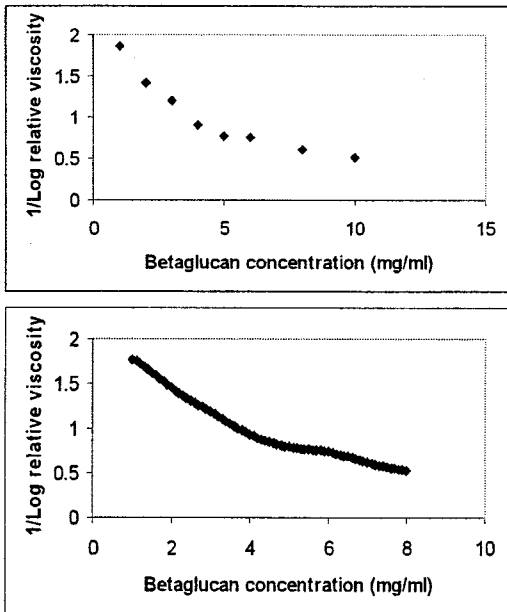 1/Log relative viscosity
2
1.5
1
0.5
0
0 5 10 15
Betaglucan concentration (mg/ml)
1/Log relative viscosity
2
1.5
1
0.5
0
0 2 4 6 8 10
Betaglucan concentration (mg/ml)